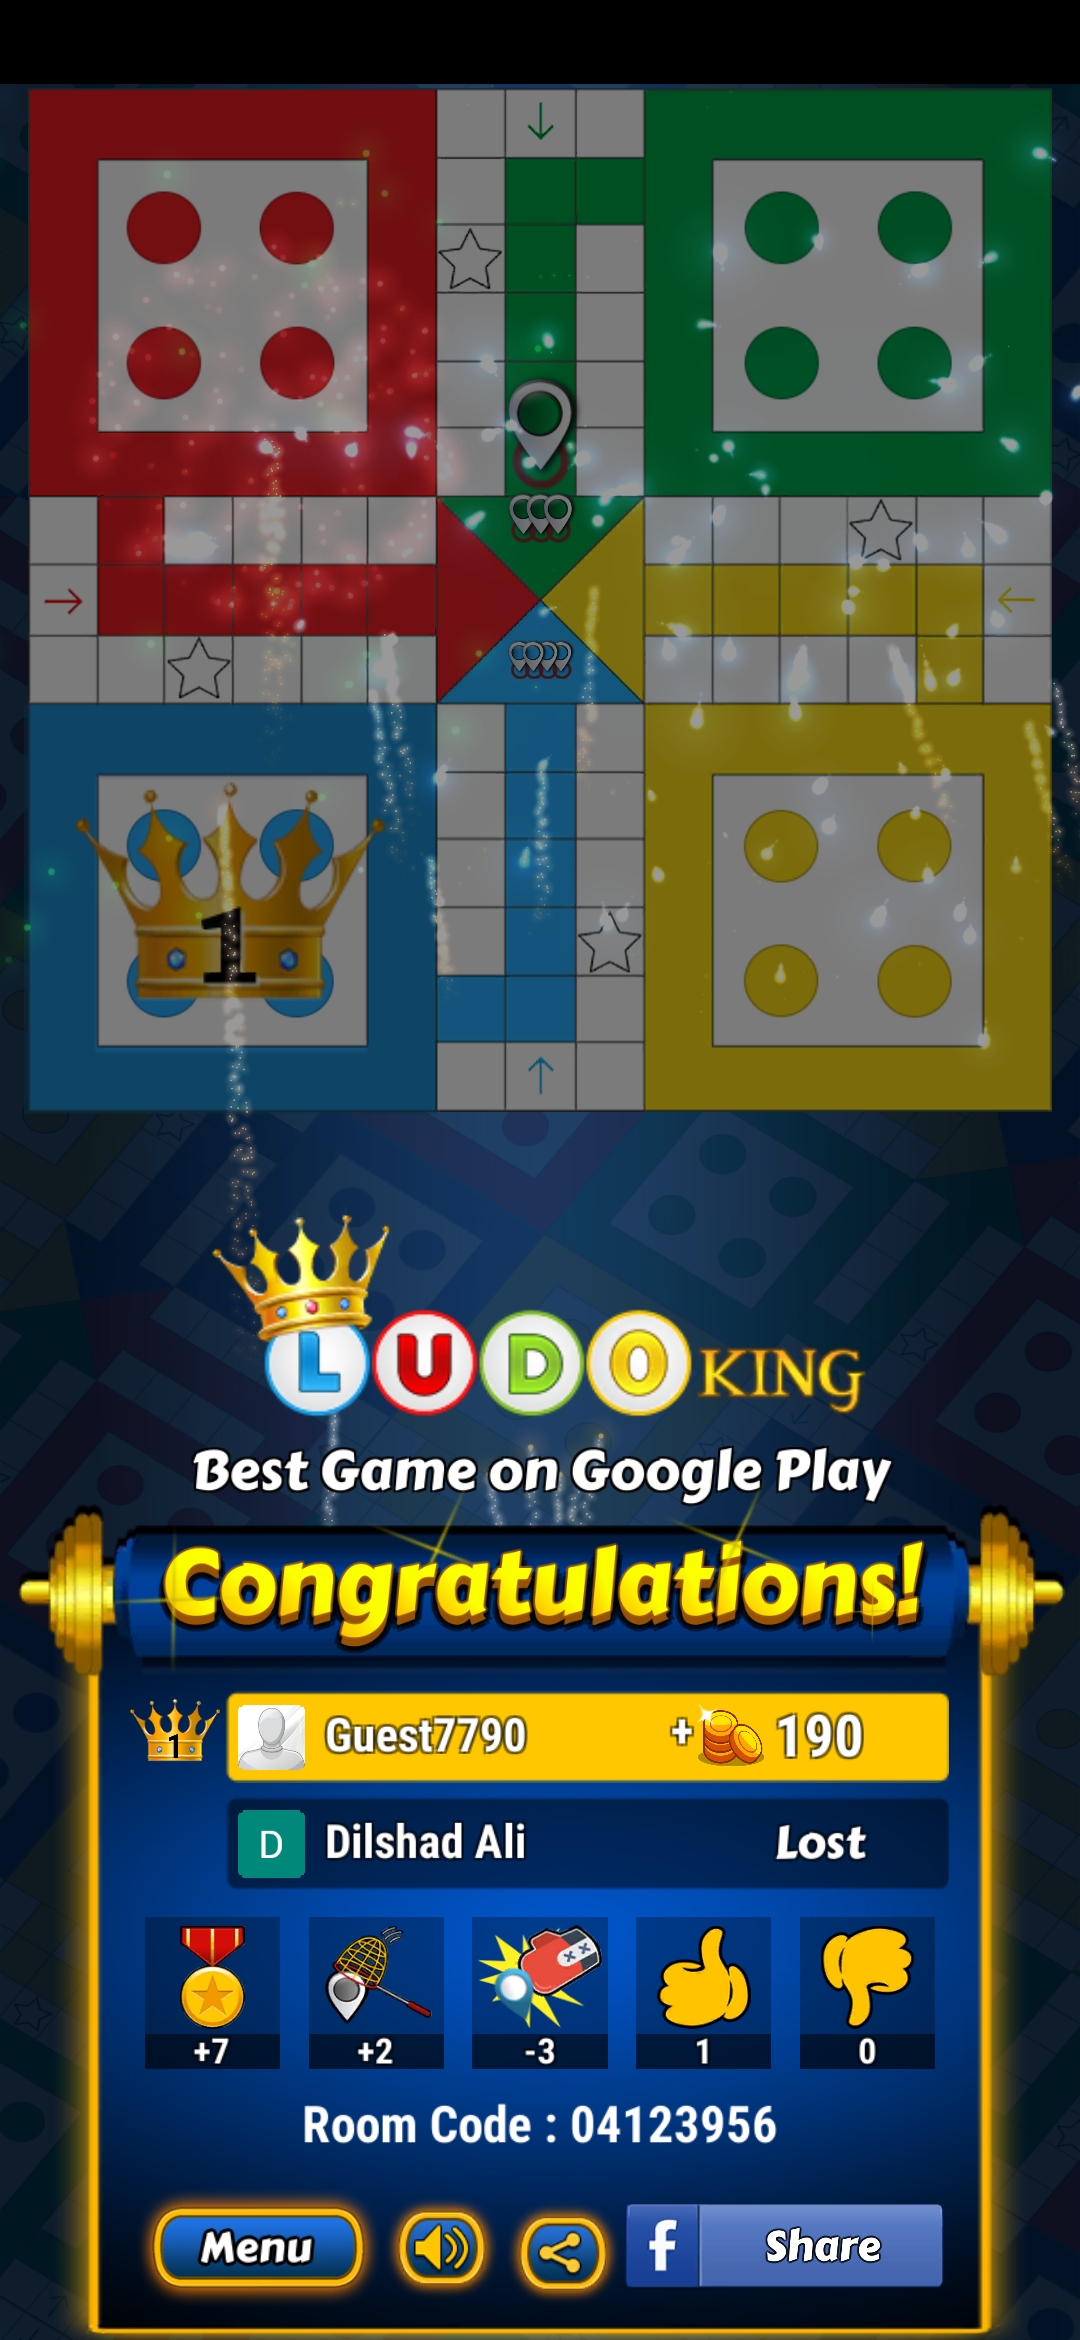 1
LUDO KING
Best Game on Google Play
Congratulations!
1 Guest7790 + 190
D Dilshad Ali Lost
+7 +2 -3 1 0
Room Code : 04123956
Menu f Share